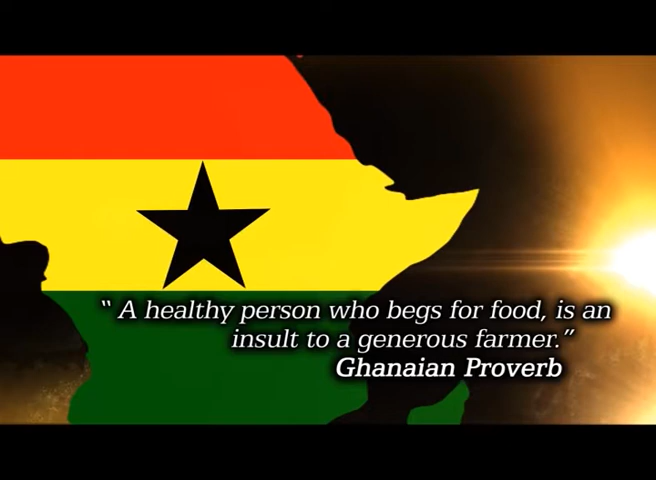 “ A healthy person who begs for food, is an
insult to a generous farmer.”
Ghanaian Proverb